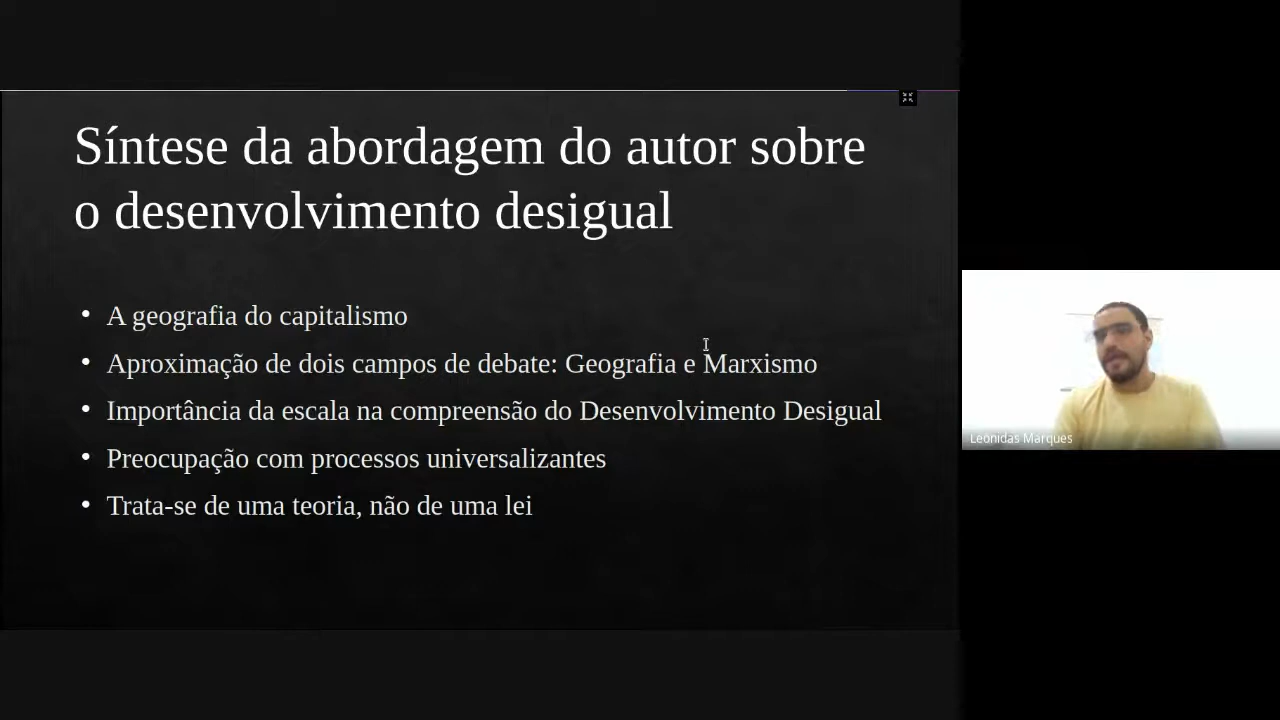 Síntese da abordagem do autor sobre
o desenvolvimento desigual
• A geografia do capitalismo
• Aproximação de dois campos de debate: Geografia e Marxismo
• Importância da escala na compreensão do Desenvolvimento Desigual
• Preocupação com processos universalizantes
• Trata-se de uma teoria, não de uma lei
Leônidas Marques